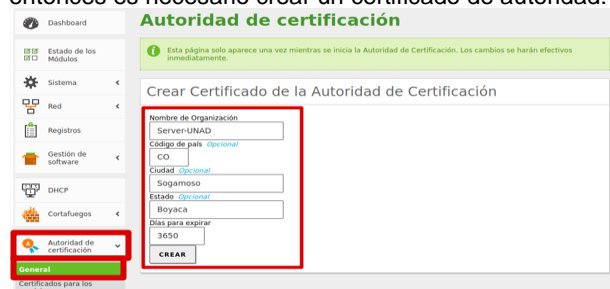 entonces es necesario crear un certificado de autoridad.
Dashboard
Estado de los
Módulos
Sistema
Red
Registros
Gestión de
software
DHCP
Cortafuegos
Autoridad de
certificación
General
Certificados para los
Autoridad de certificación
Esta página solo aparece una vez mientras se inicia la Autoridad de Certificación. Los cambios se harán efectivos
inmediatamente.
Crear Certificado de la Autoridad de Certificación
Nombre de Organización
Server-UNAD
Código de país Opcional
CO
Ciudad Opcional
Sogamoso
Estado Opcional
Boyaca
Días para expirar
3650
CREAR